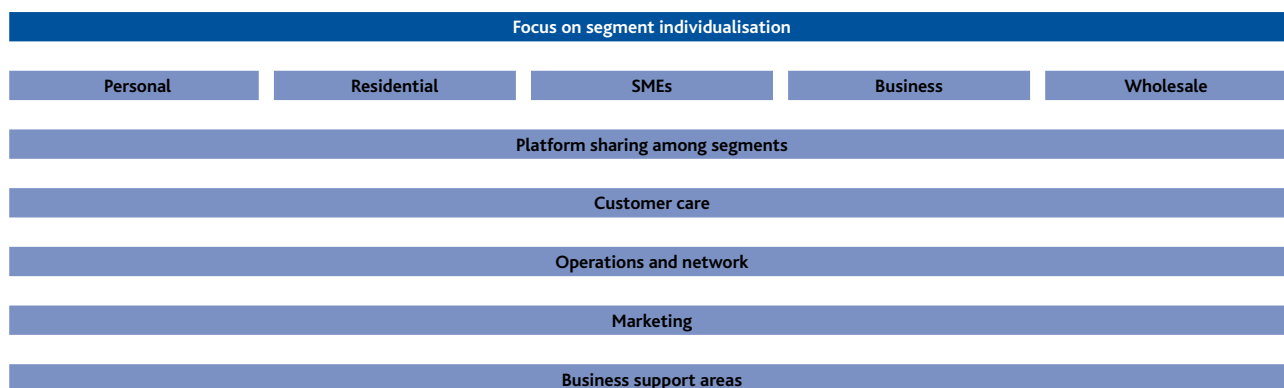 Focus on segment individualisation
Personal Residential SMEs Business Wholesale
Platform sharing among segments
Customer care
Operations and network
Marketing
Business support areas